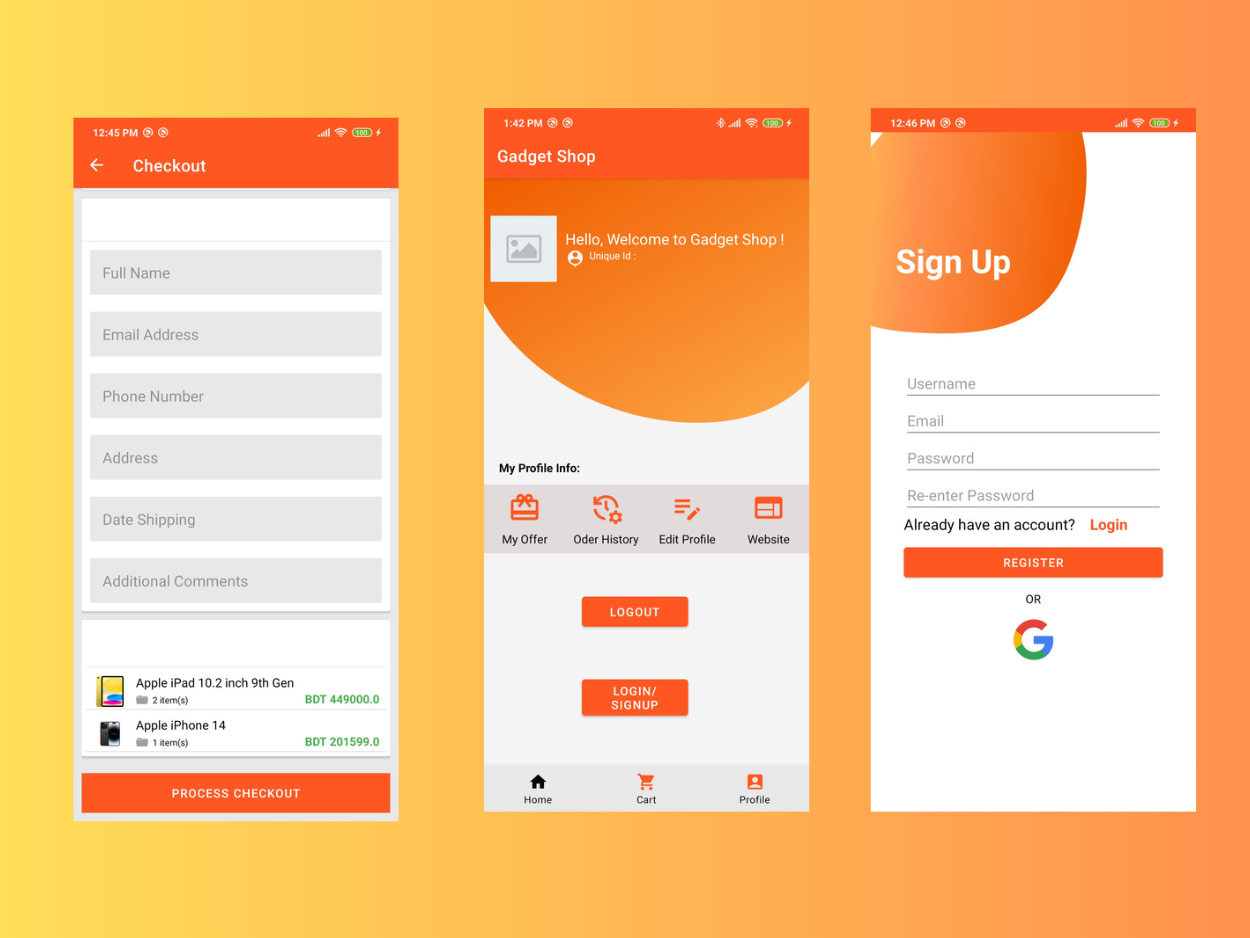 12:45 PM
100
Checkout
Full Name
Email Address
Phone Number
Address
Date Shipping
Additional Comments
Apple iPad 10.2 inch 9th Gen
2 item(s)
BDT 449000.0
Apple iPhone 14
1 item(s)
BDT 201599.0
PROCESS CHECKOUT
1:42 PM
100
Gadget Shop
Hello, Welcome to Gadget Shop !
Unique Id :
My Profile Info:
My Offer
Oder History
Edit Profile
Website
LOGOUT
LOGIN/
SIGNUP
Home
Cart
Profile
12:46 PM
100
Sign Up
Username
Email
Password
Re-enter Password
Already have an account? Login
REGISTER
OR
G